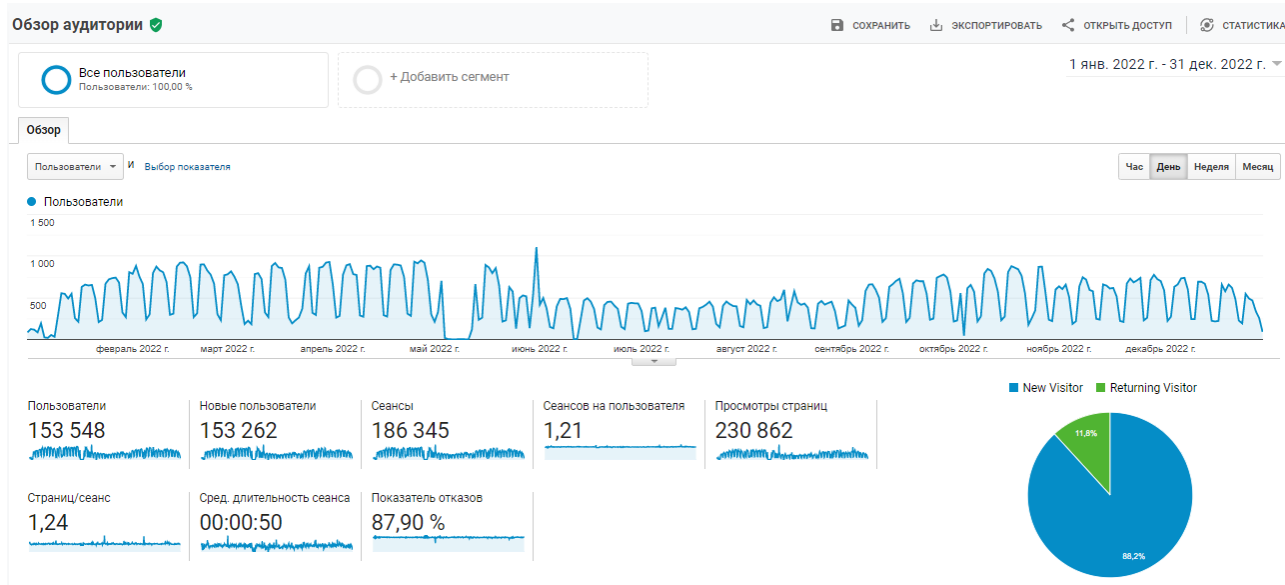 Обзор аудитории
СОХРАНИТЬ
ЭКСПОРТИРОВАТЬ
ОТКРЫТЬ ДОСТУП
СТАТИСТИКА
Все пользователи
Пользователи: 100,00 %
+ Добавить сегмент
1 янв. 2022 г. - 31 дек. 2022 г.
Обзор
Пользователи
и
Выбор показателя
Час
День
Неделя
Месяц
Пользователи
1 500
1 000
500
февраль 2022 г.
март 2022 г.
апрель 2022 г.
май 2022 г.
июнь 2022 г.
июль 2022 г.
август 2022 г.
сентябрь 2022 г.
октябрь 2022 г.
ноябрь 2022 г.
декабрь 2022 г.
New Visitor
Returning Visitor
Пользователи
153 548
Новые пользователи
153 262
Сеансы
186 345
Сеансов на пользователя
1,21
Просмотры страниц
230 862
Страниц/сеанс
1,24
Сред. длительность сеанса
00:00:50
Показатель отказов
87,90 %
11,8%
88,2%